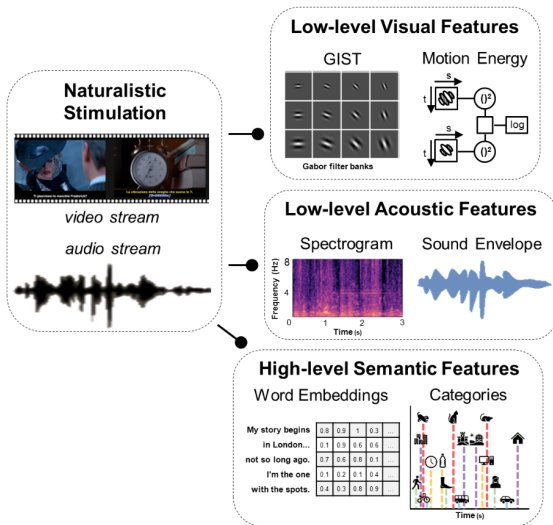 Naturalistic
Stimulation
video stream
audio stream
Low-level Visual Features
GIST
Motion Energy
Gabor filter banks
s
t
()²
log
s
t
()²
Low-level Acoustic Features
Spectrogram
Sound Envelope
Frequency (Hz)
8
4
0
0 1 2 3
Time (s)
High-level Semantic Features
Word Embeddings
Categories
My story begins 0.8 0.9 1 0.3 ...
in London... 0.1 0.9 0.6 0.6 ...
not so long ago. 0.7 0.6 0.8 0.1 ...
I'm the one 0.1 0.2 0.1 0.4 ...
with the spots. 0.4 0.3 0.8 0.9 ...
Time (s)